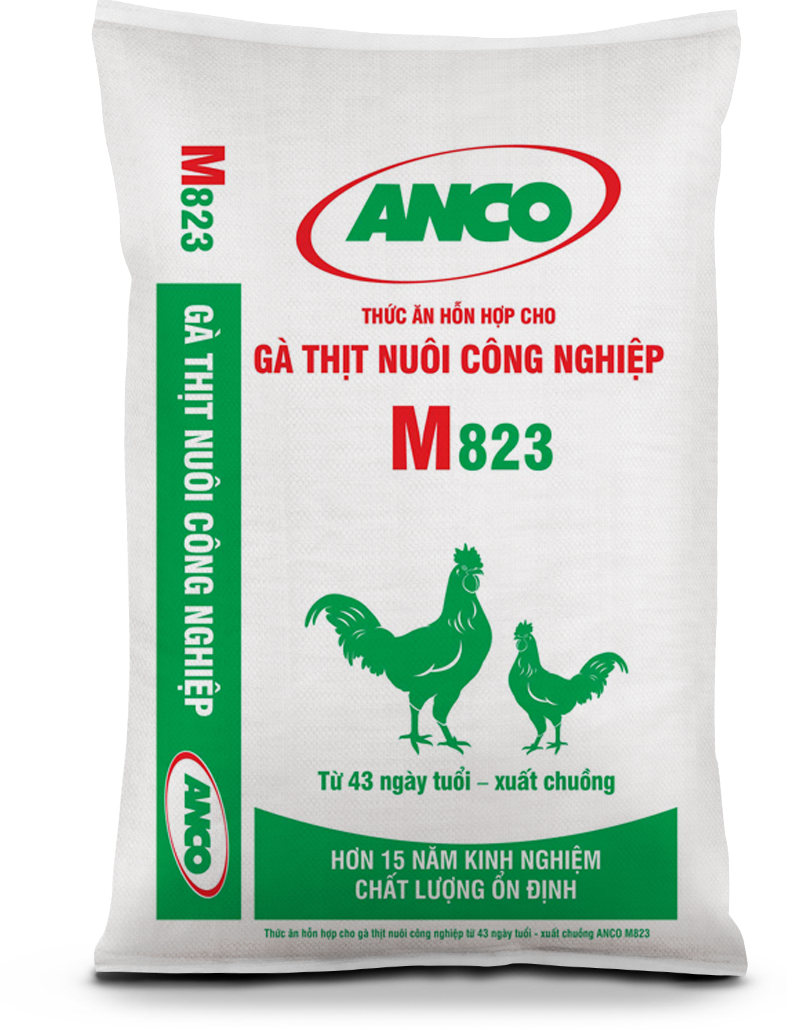 M823
GÀ THỊT NUÔI CÔNG NGHIỆP
ANCO
ANCO
THỨC ĂN HỖN HỢP CHO
GÀ THỊT NUÔI CÔNG NGHIỆP
M823
Từ 43 ngày tuổi – xuất chuồng
HƠN 15 NĂM KINH NGHIỆM
CHẤT LƯỢNG ỔN ĐỊNH
Thức ăn hỗn hợp cho gà thịt nuôi công nghiệp từ 43 ngày tuổi - xuất chuồng ANCO M823